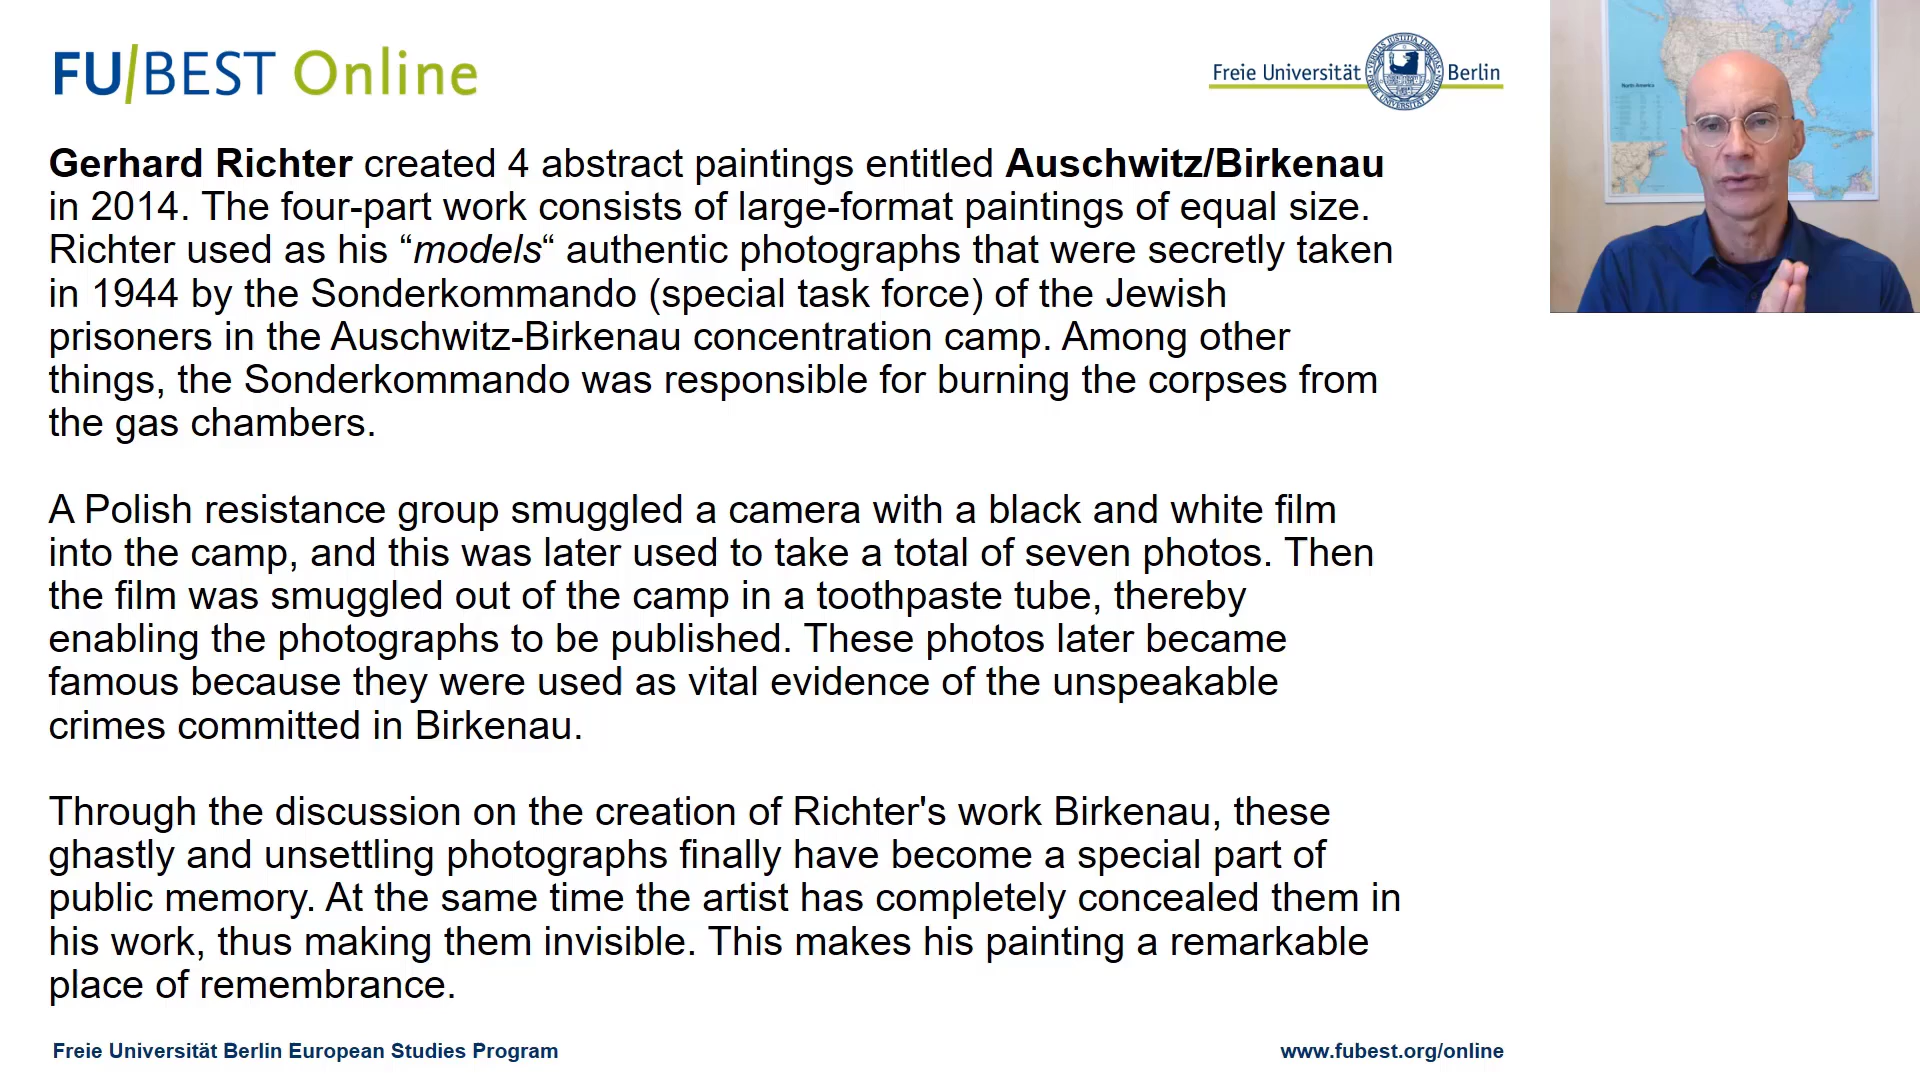 FU/BEST Online
Freie Universität Berlin
North America
Gerhard Richter created 4 abstract paintings entitled Auschwitz/Birkenau
in 2014. The four-part work consists of large-format paintings of equal size.
Richter used as his “models“ authentic photographs that were secretly taken
in 1944 by the Sonderkommando (special task force) of the Jewish
prisoners in the Auschwitz-Birkenau concentration camp. Among other
things, the Sonderkommando was responsible for burning the corpses from
the gas chambers.
A Polish resistance group smuggled a camera with a black and white film
into the camp, and this was later used to take a total of seven photos. Then
the film was smuggled out of the camp in a toothpaste tube, thereby
enabling the photographs to be published. These photos later became
famous because they were used as vital evidence of the unspeakable
crimes committed in Birkenau.
Through the discussion on the creation of Richter's work Birkenau, these
ghastly and unsettling photographs finally have become a special part of
public memory. At the same time the artist has completely concealed them in
his work, thus making them invisible. This makes his painting a remarkable
place of remembrance.
Freie Universität Berlin European Studies Program
www.fubest.org/online